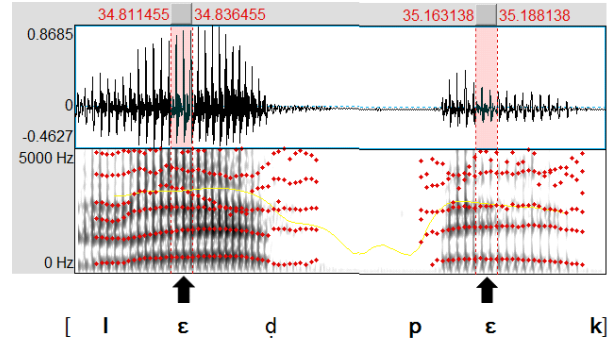 34.811455 34.836455 35.163138 35.188138
0.8685
0
-0.4627
5000 Hz
0 Hz
[ l ɛ ḍ p ɛ k]